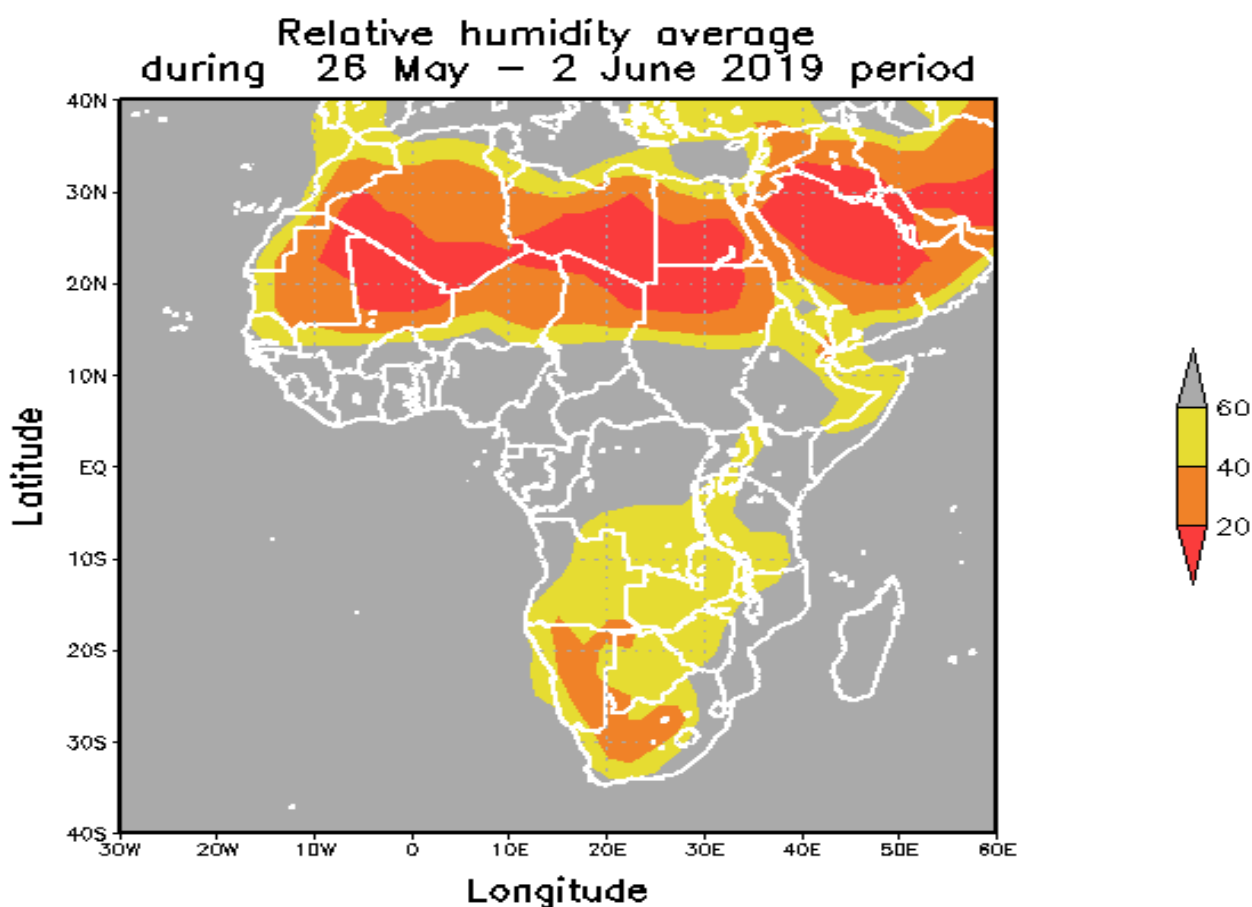 Relative humidity average
during 26 May – 2 June 2019 period
40N
30N
20N
10N
EQ
10S
20S
30S
40S
Latitude
30W 20W 10W 0 10E 20E 30E 40E 50E 60E
Longitude
60
40
20